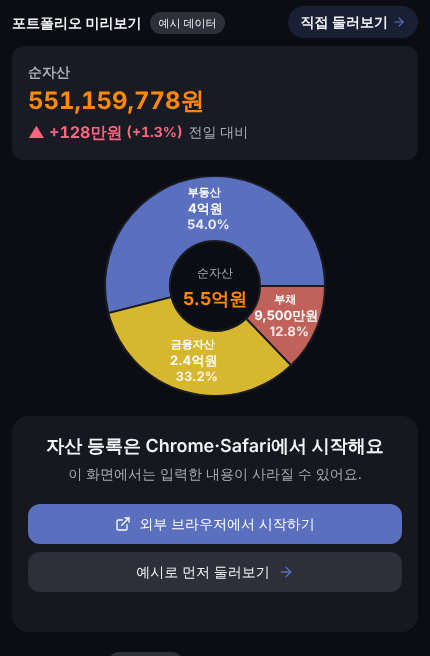 포트폴리오 미리보기 예시 데이터 직접 둘러보기 →
순자산
551,159,778원
▲ +128만원 (+1.3%) 전일 대비
부동산
4억원
54.0%
순자산
5.5억원
부채
9,500만원
12.8%
금융자산
2.4억원
33.2%
자산 등록은 Chrome·Safari에서 시작해요
이 화면에서는 입력한 내용이 사라질 수 있어요.
외부 브라우저에서 시작하기
예시로 먼저 둘러보기 →